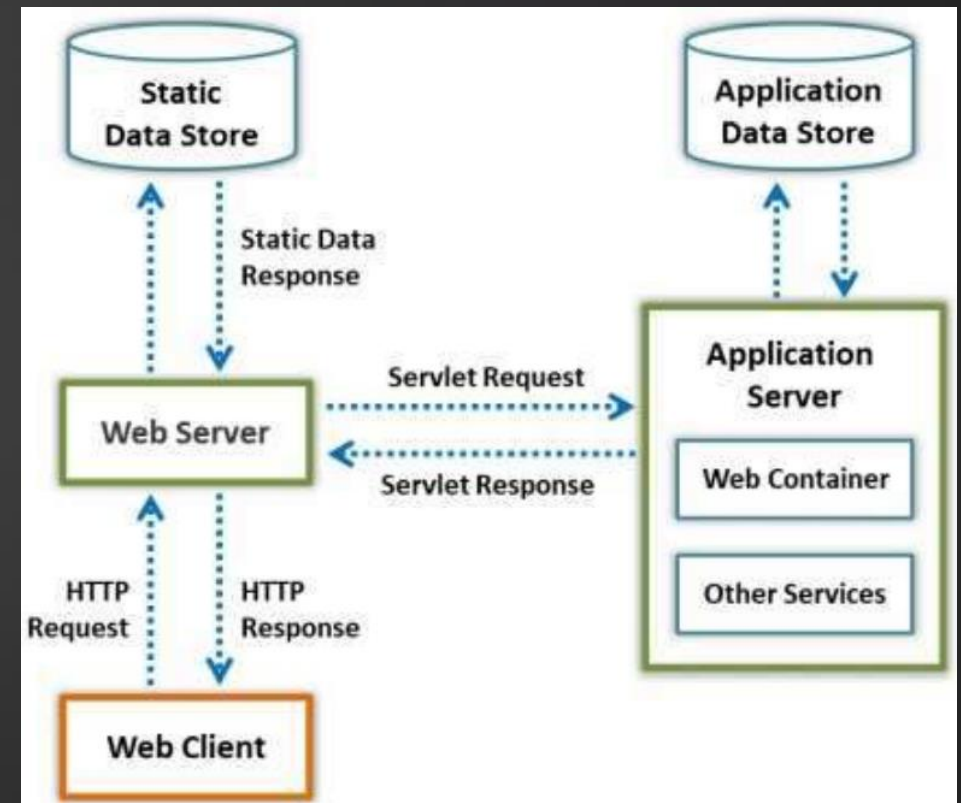 Static
Data Store
Application
Data Store
Static Data
Response
Servlet Request
Application
Server
Web Server
Web Container
Servlet Response
Other Services
HTTP
Request
HTTP
Response
Web Client